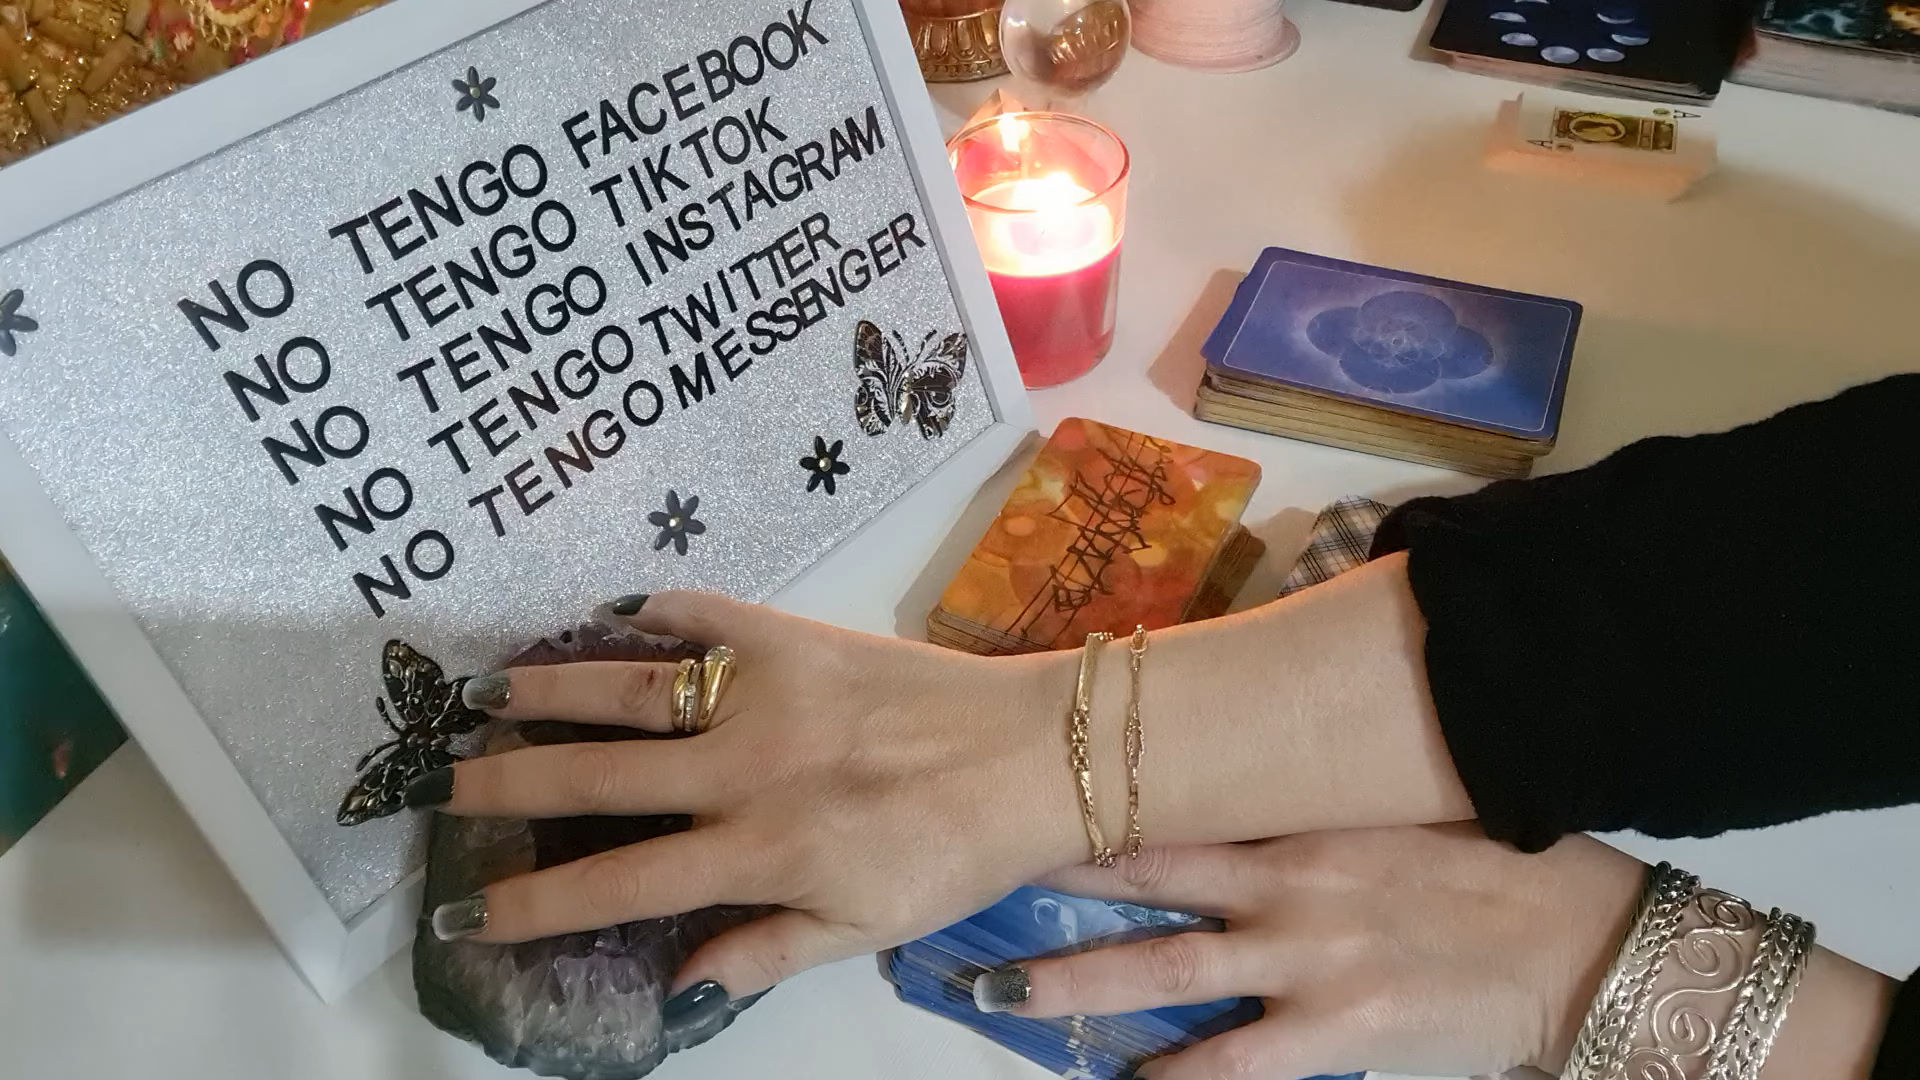 NO TENGO FACEBOOK
NO TENGO TIKTOK
NO TENGO INSTAGRAM
NO TENGO TWITTER
NO TENGO MESSENGER
A
A